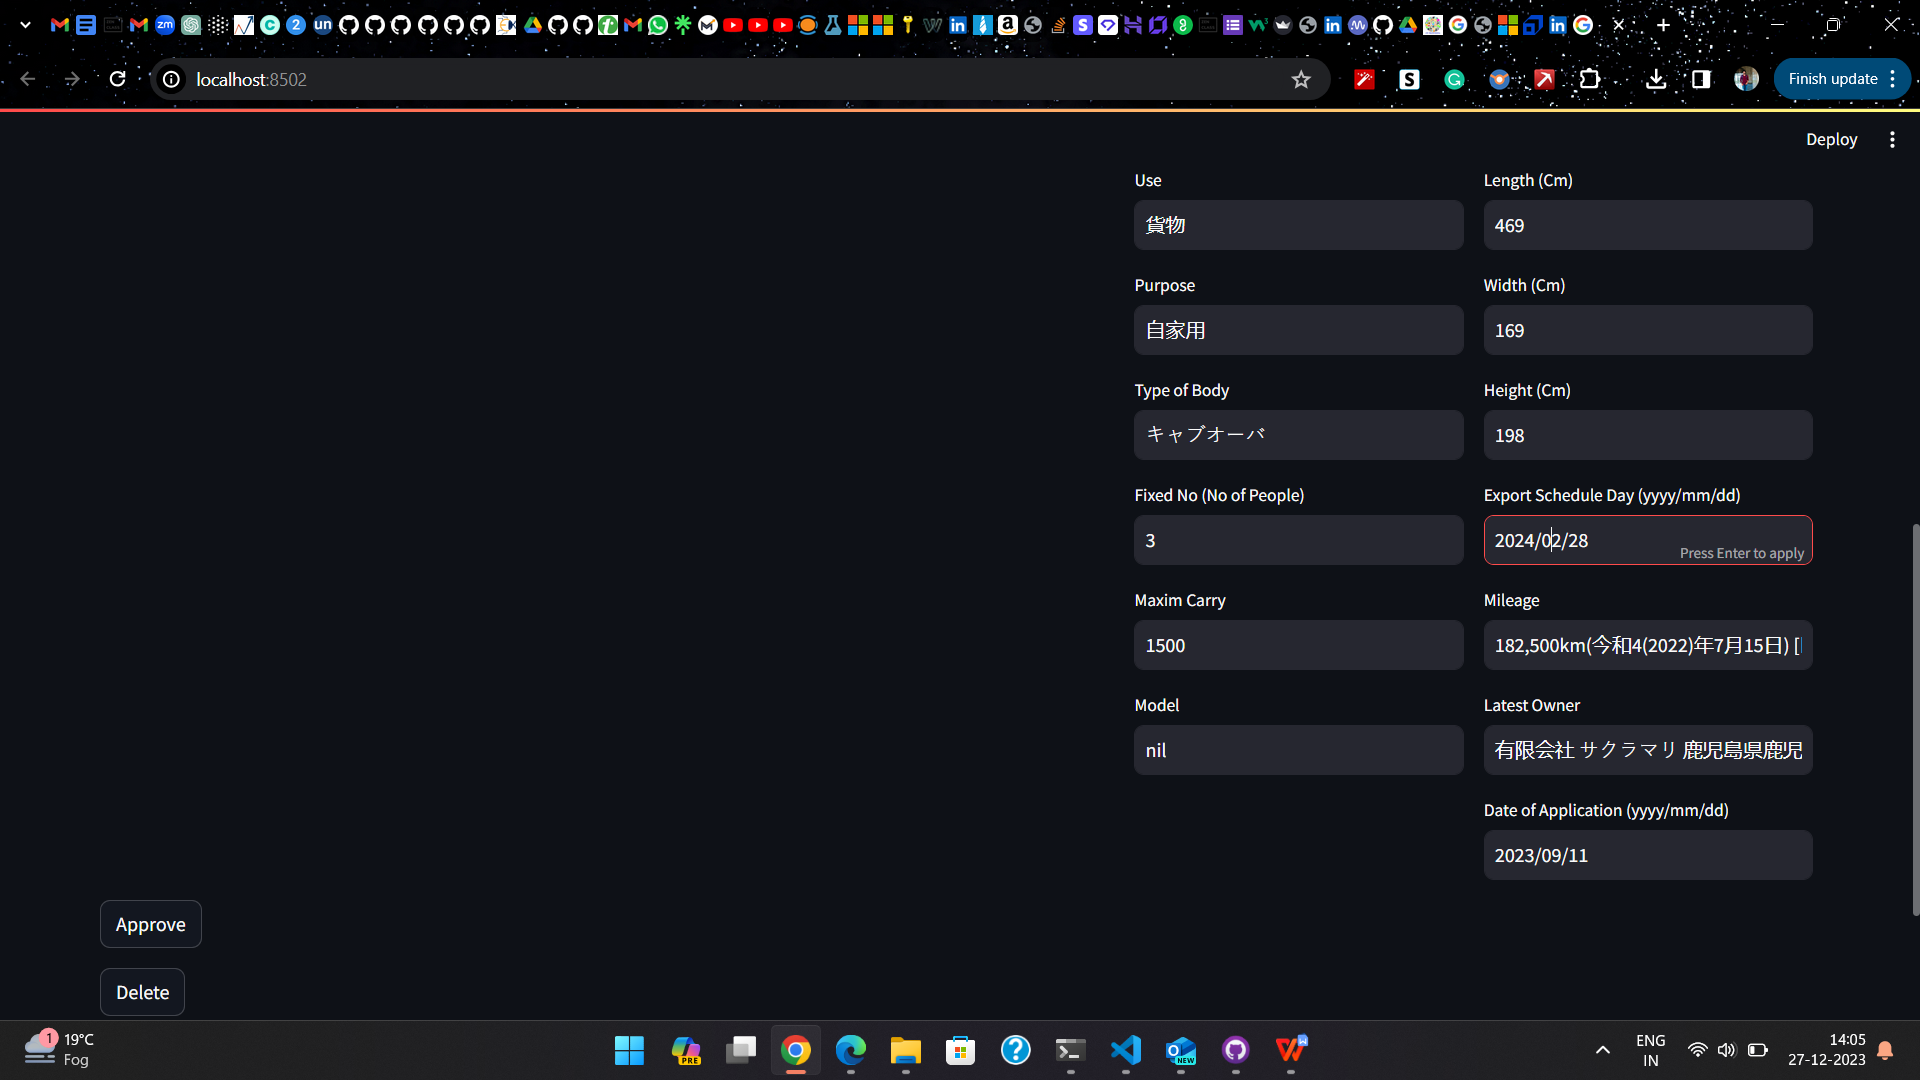 localhost:8502
Finish update
Deploy
Use
貨物
Length (Cm)
469
Purpose
自家用
Width (Cm)
169
Type of Body
キャブオーバ
Height (Cm)
198
Fixed No (No of People)
3
Export Schedule Day (yyyy/mm/dd)
2024/02/28
Press Enter to apply
Maxim Carry
1500
Mileage
182,500km(今和4(2022)年7月15日) [
Model
nil
Latest Owner
有限会社 サクラマリ 鹿児島県鹿児
Date of Application (yyyy/mm/dd)
2023/09/11
Approve
Delete
1
19°C
Fog
PRE
NEW
ENG
IN
14:05
27-12-2023